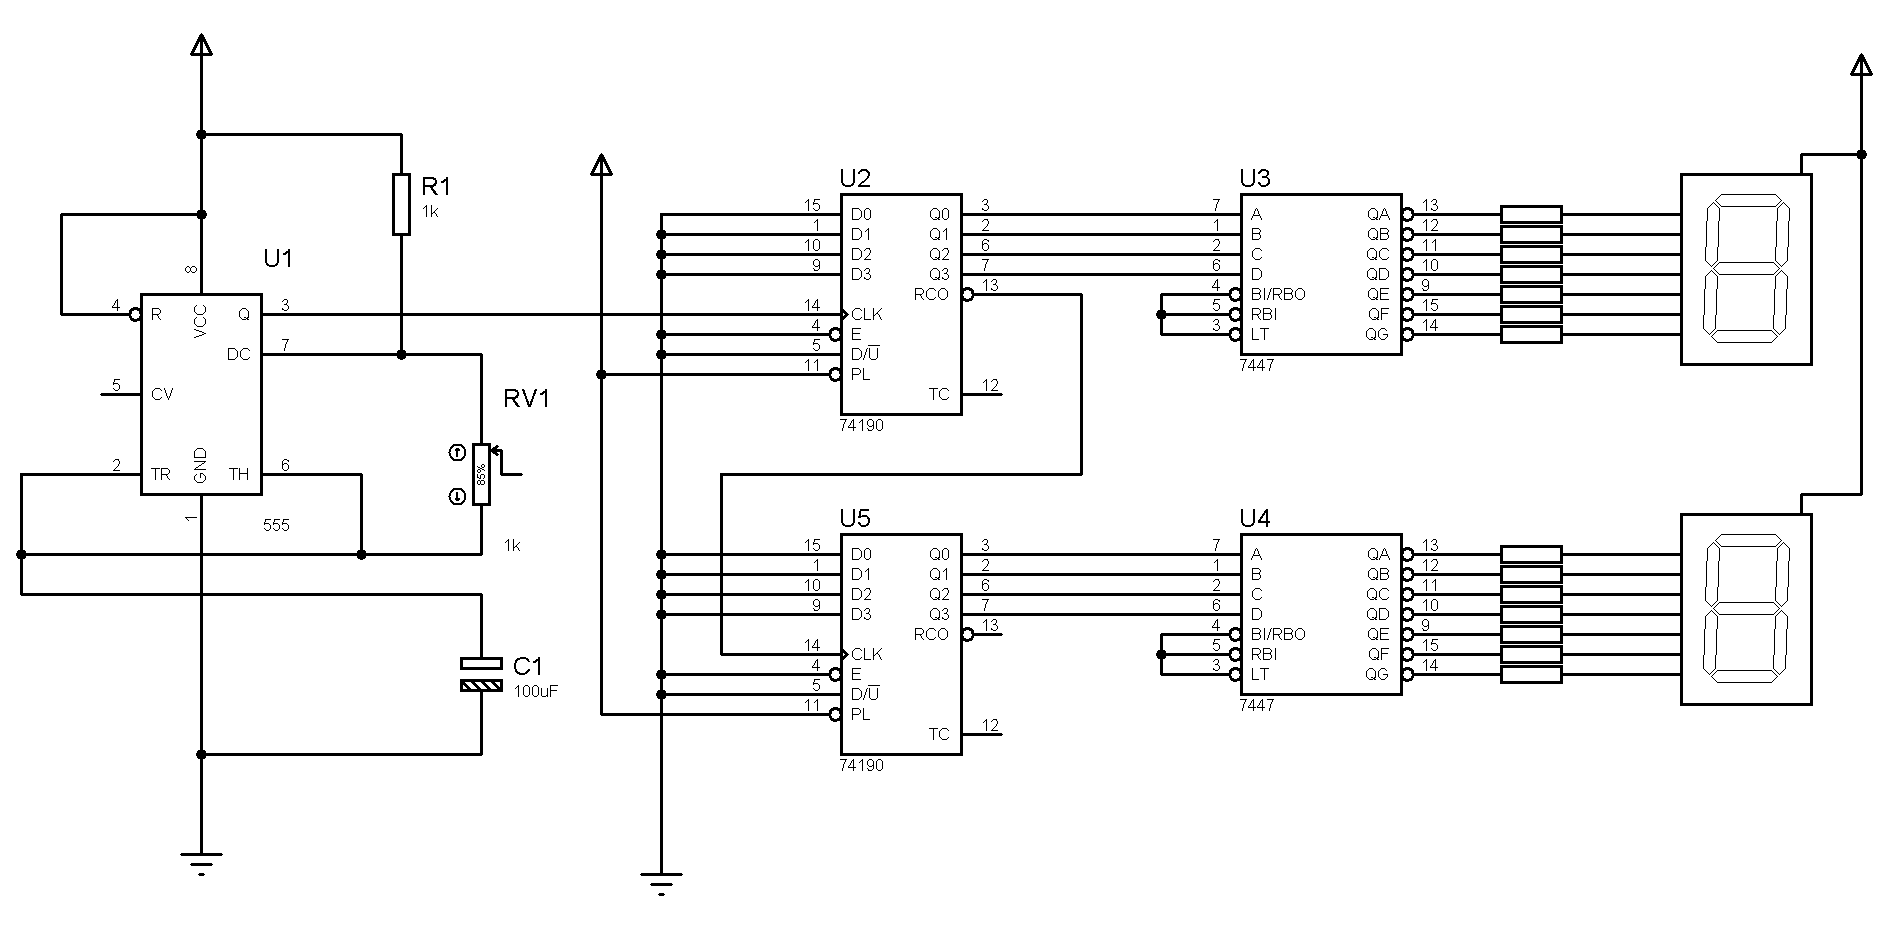 U1
8
4 R VCC Q 3
DC 7
5 CV
2 TR GND TH 6
1
555
R1
1k
RV1
85%
1k
C1
100uF
U2
15 D0 Q0 3
1 D1 Q1 2
10 D2 Q2 6
9 D3 Q3 7
RCO 13
14 CLK
4 E
5 D/U̅
11 PL
TC 12
74190
U3
7 A QA 13
1 B QB 12
2 C QC 11
6 D QD 10
4 BI/RBO QE 9
5 RBI QF 15
3 LT QG 14
7447
U5
15 D0 Q0 3
1 D1 Q1 2
10 D2 Q2 6
9 D3 Q3 7
RCO 13
14 CLK
4 E
5 D/U̅
11 PL
TC 12
74190
U4
7 A QA 13
1 B QB 12
2 C QC 11
6 D QD 10
4 BI/RBO QE 9
5 RBI QF 15
3 LT QG 14
7447